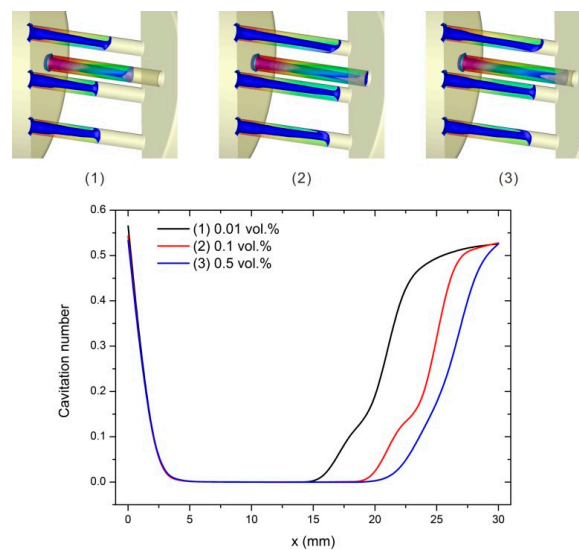 (1) (2) (3)
0.6
(1) 0.01 vol.%
(2) 0.1 vol.%
0.5
(3) 0.5 vol.%
0.4
0.3
Cavitation number
0.2
0.1
0.0
0 5 10 15 20 25 30
x (mm)